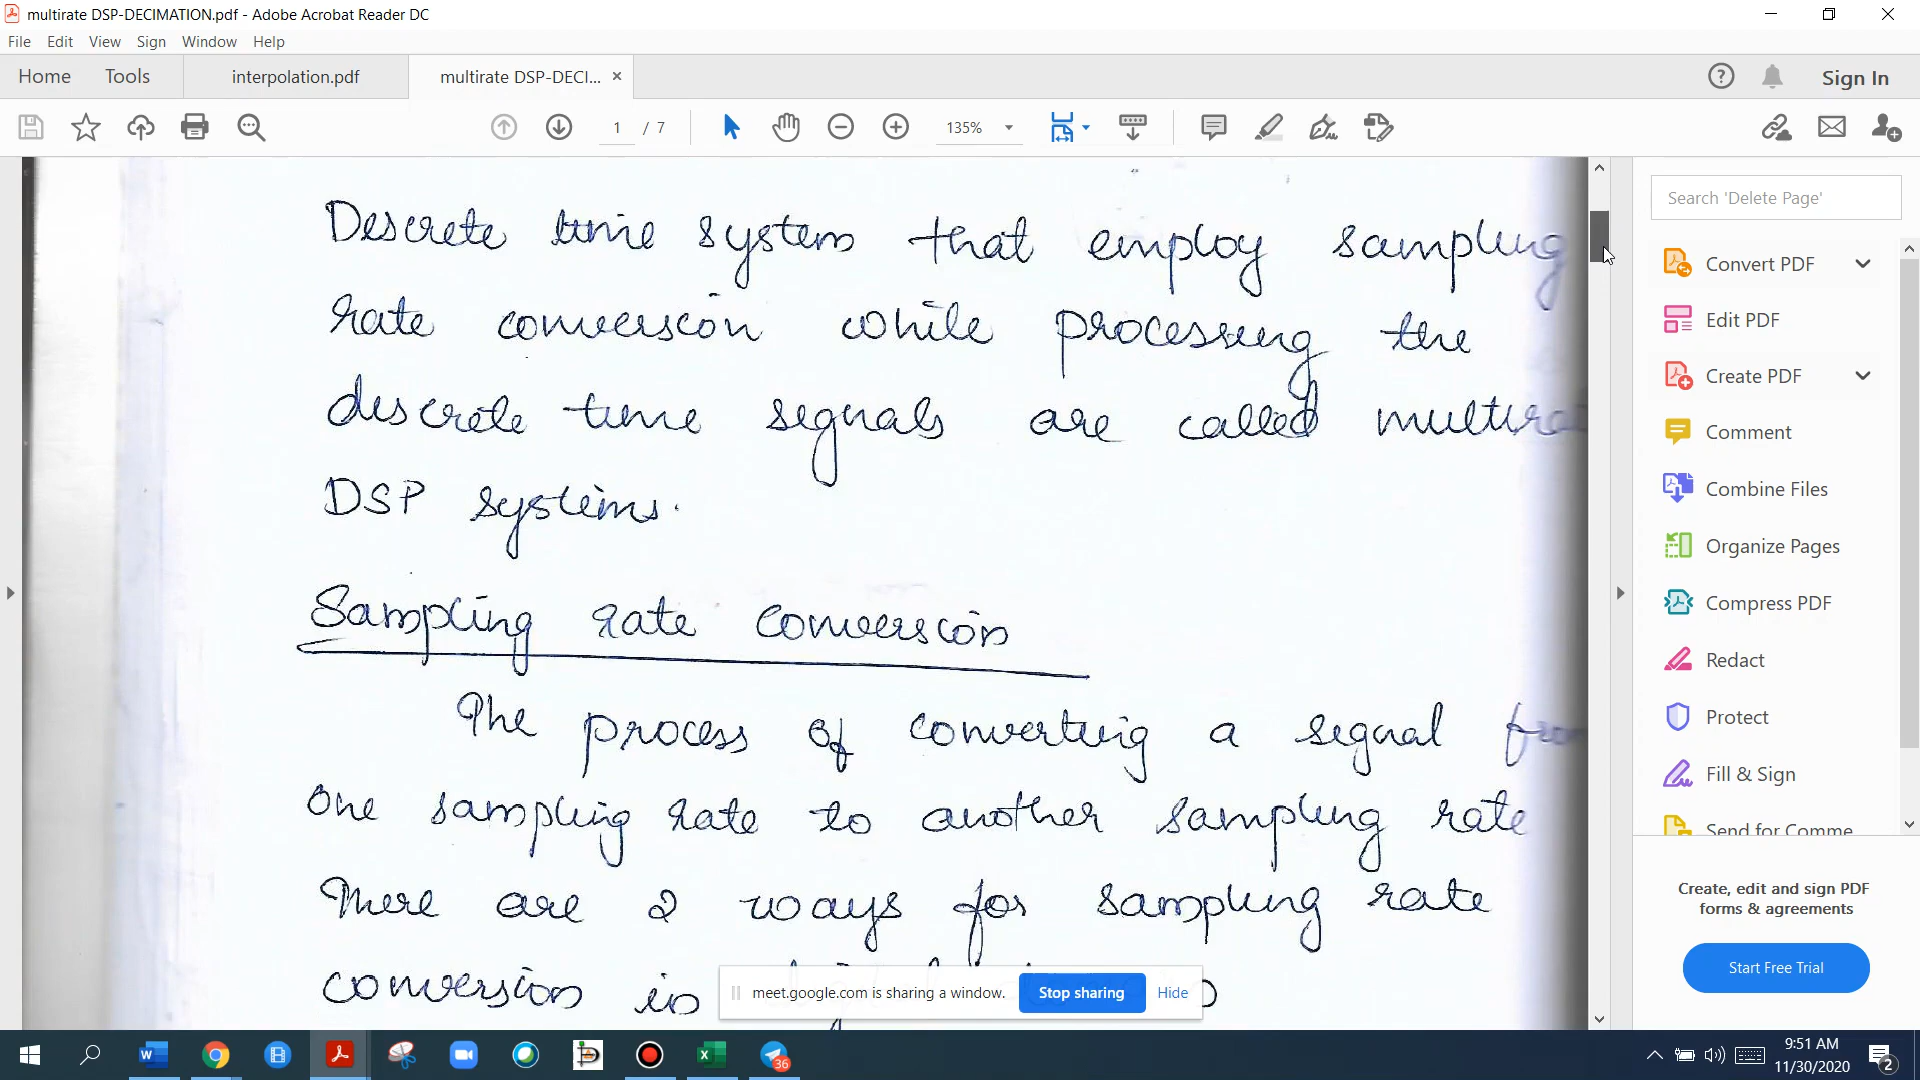 multirate DSP-DECIMATION.pdf - Adobe Acrobat Reader DC
File Edit View Sign Window Help
Home Tools interpolation.pdf multirate DSP-DECI... × Sign In
1 / 7 135%
Descrete time system that employ sampling
rate conversion while processing the
descrete time signals are called multira
DSP systems.
Sampling rate conversion
The process of converting a signal from
one sampling rate to another sampling rate
There are 2 ways for sampling rate
conversion in
Search 'Delete Page'
Convert PDF
Edit PDF
Create PDF
Comment
Combine Files
Organize Pages
Compress PDF
Redact
Protect
Fill & Sign
Send for Comme
Create, edit and sign PDF
forms & agreements
Start Free Trial
meet.google.com is sharing a window. Stop sharing Hide
36
9:51 AM
11/30/2020
2